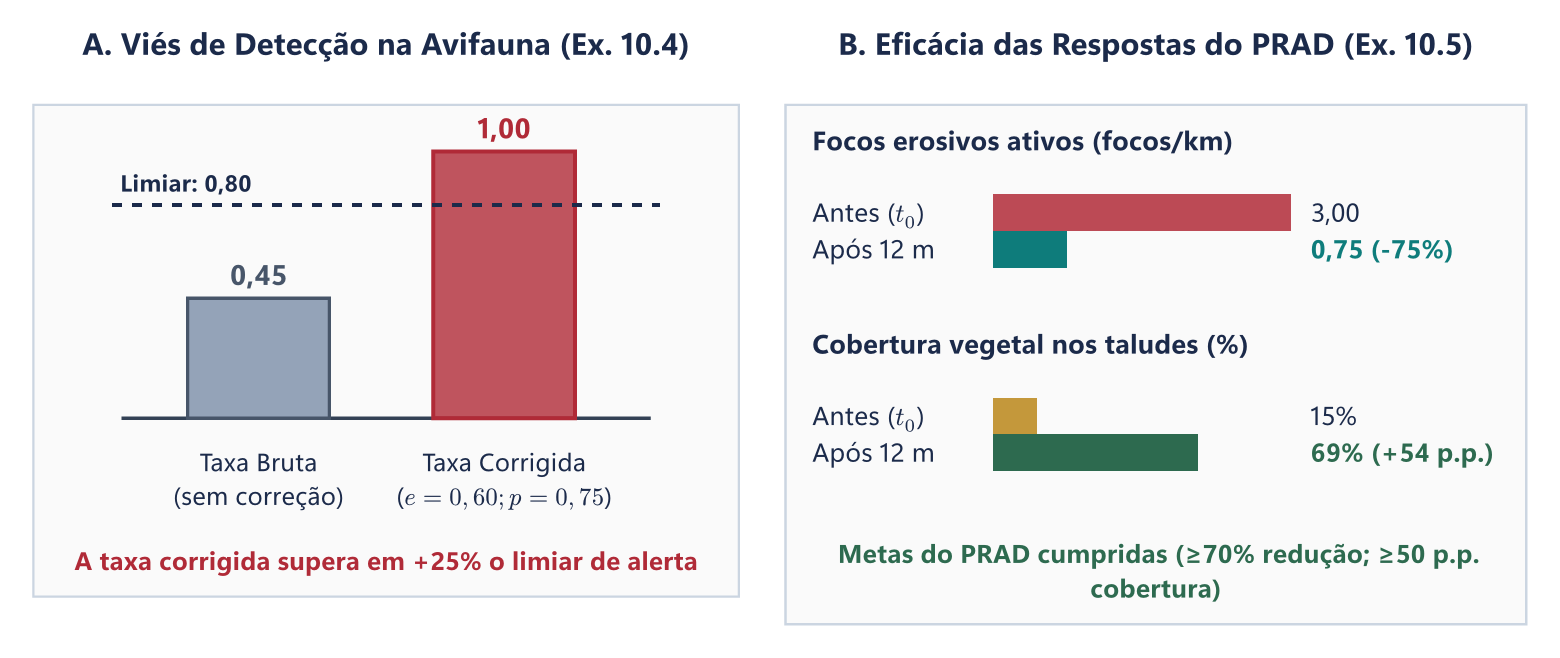 A. Viés de Detecção na Avifauna (Ex. 10.4)
1,00
Limiar: 0,80
0,45
Taxa Bruta
(sem correção)
Taxa Corrigida
(e = 0, 60; p = 0, 75)
A taxa corrigida supera em +25% o limiar de alerta
B. Eficácia das Respostas do PRAD (Ex. 10.5)
Focos erosivos ativos (focos/km)
Antes (t₀) 3,00
Após 12 m 0,75 (-75%)
Cobertura vegetal nos taludes (%)
Antes (t₀) 15%
Após 12 m 69% (+54 p.p.)
Metas do PRAD cumpridas (≥70% redução; ≥50 p.p.
cobertura)